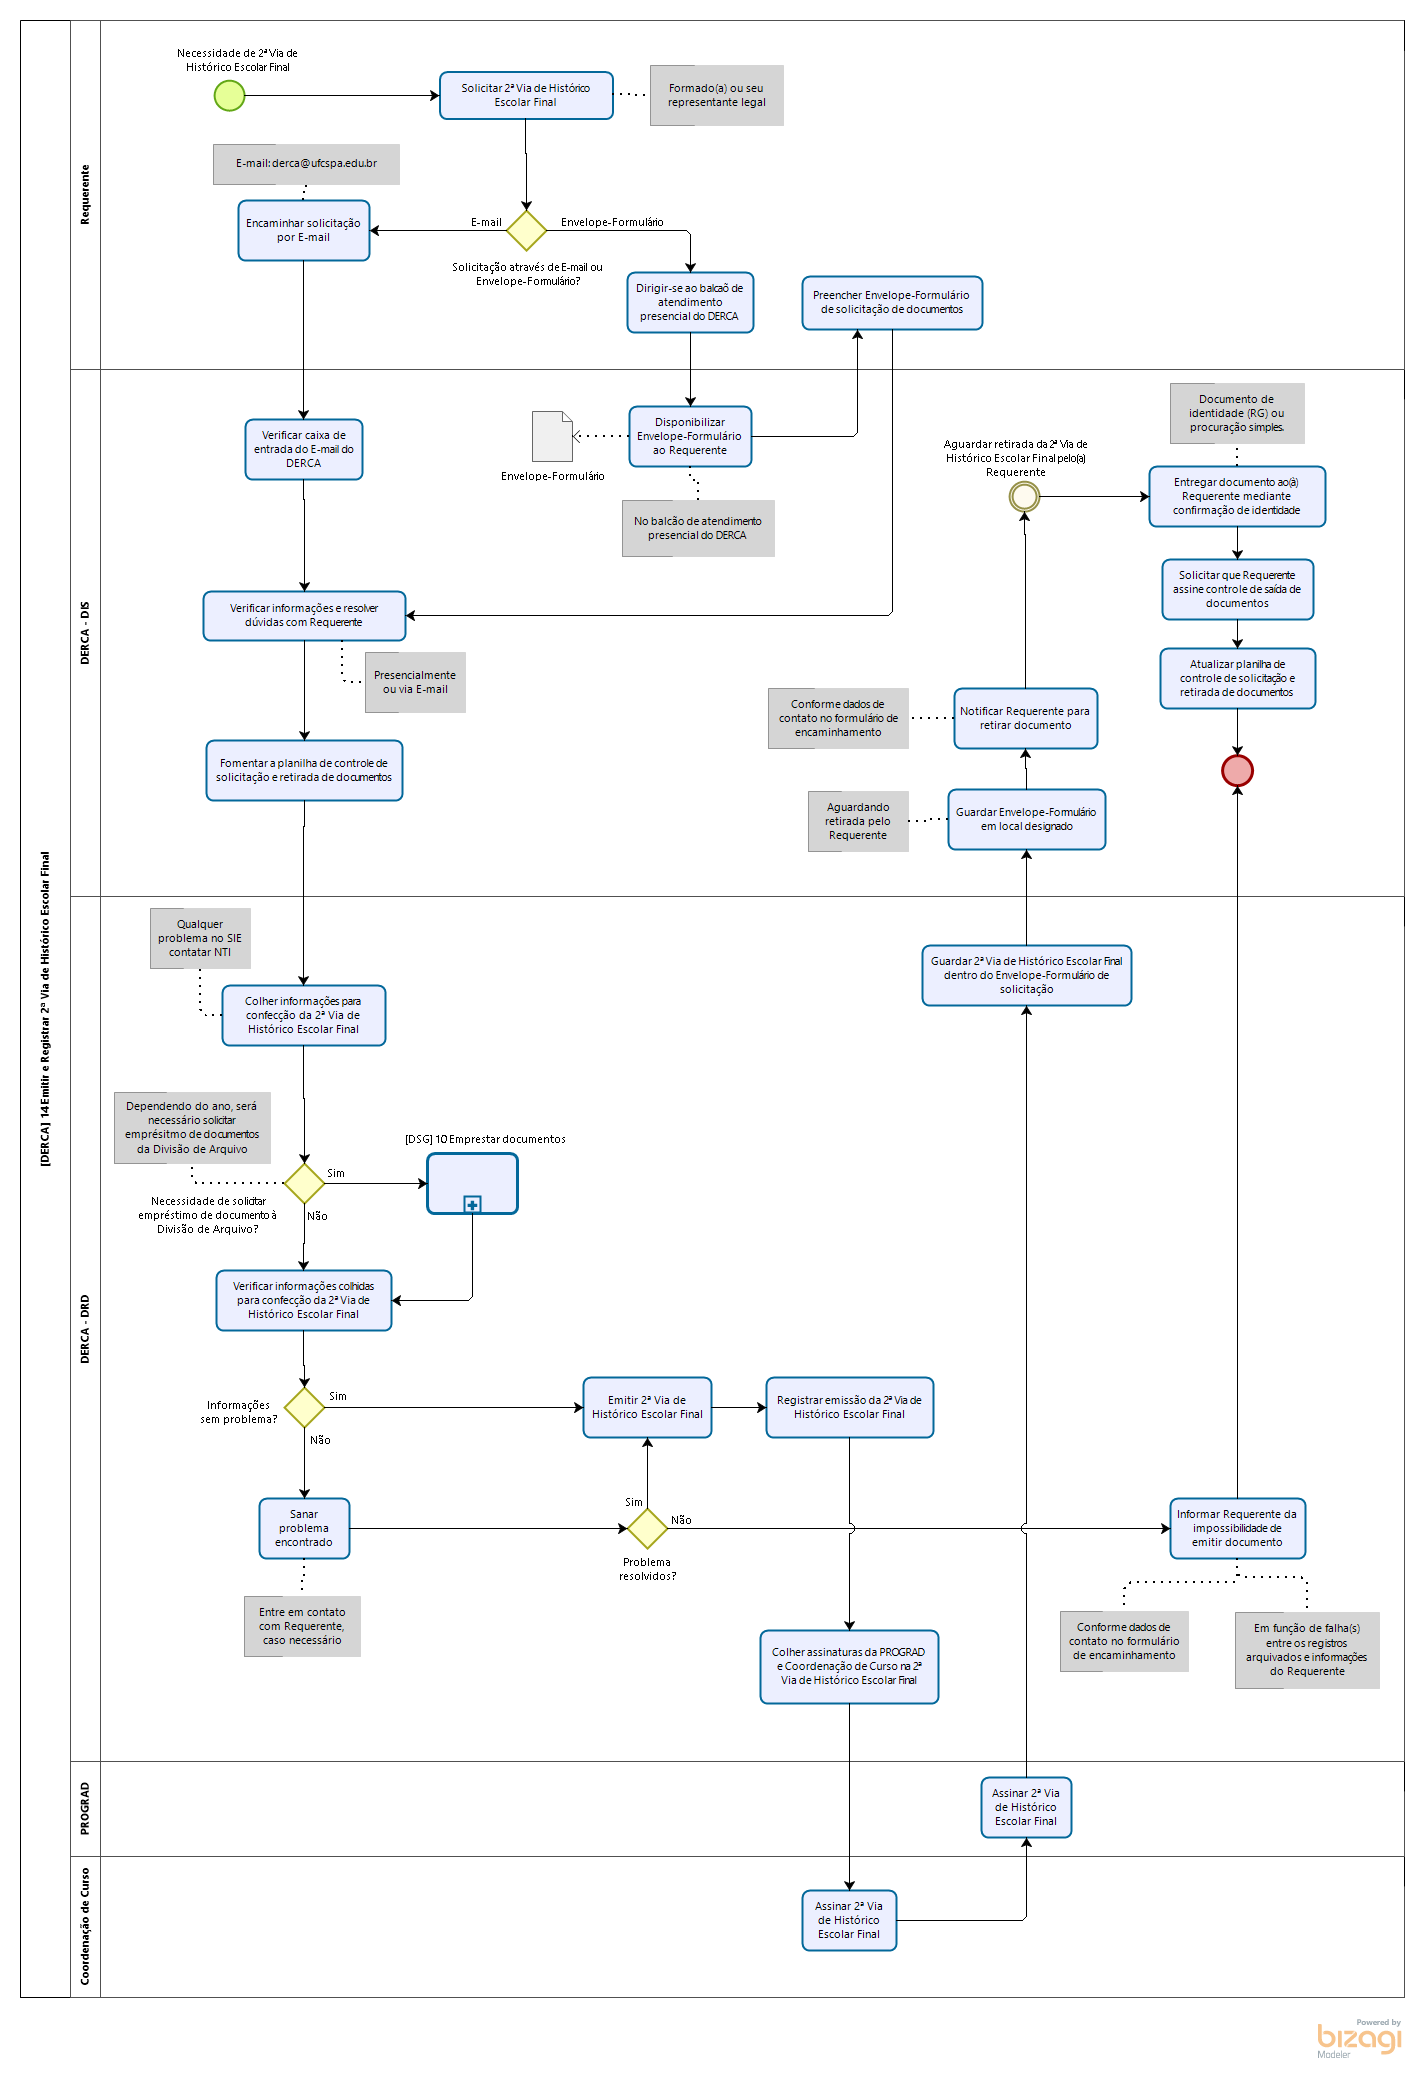 [DERCA] 14 Emitir e Registrar 2ª Via de Histórico Escolar Final
Requerente
Necessidade de 2ª Via de
Histórico Escolar Final
Solicitar 2ª Via de Histórico
Escolar Final
Formado(a) ou seu
representante legal
E-mail: derca@ufcspa.edu.br
Encaminhar solicitação
por E-mail
E-mail
Envelope-Formulário
Solicitação através de E-mail ou
Envelope-Formulário?
Dirigir-se ao balcaõ de
atendimento
presencial do DERCA
Preencher Envelope-Formulário
de solicitação de documentos
DERCA - DIS
Verificar caixa de
entrada do E-mail do
DERCA
Envelope-Formulário
Disponibilizar
Envelope-Formulário
ao Requerente
No balcão de atendimento
presencial do DERCA
Aguardar retirada da 2ª Via de
Histórico Escolar Final pelo(a)
Requerente
Documento de
identidade (RG) ou
procuração simples.
Entregar documento ao(à)
Requerente mediante
confirmação de identidade
Solicitar que Requerente
assine controle de saída de
documentos
Atualizar planilha de
controle de solicitação e
retirada de documentos
Verificar informações e resolver
dúvidas com Requerente
Presencialmente
ou via E-mail
Fomentar a planilha de controle de
solicitação e retirada de documentos
Conforme dados de
contato no formulário de
encaminhamento
Notificar Requerente para
retirar documento
Aguardando
retirada pelo
Requerente
Guardar Envelope-Formulário
em local designado
DERCA - DRD
Qualquer
problema no SIE
contatar NTI
Colher informações para
confecção da 2ª Via de
Histórico Escolar Final
Guardar 2ª Via de Histórico Escolar Final
dentro do Envelope-Formulário de
solicitação
Dependendo do ano, será
necessário solicitar
emprésitmo de documentos
da Divisão de Arquivo
Necessidade de solicitar
empréstimo de documento à
Divisão de Arquivo?
Sim
Não
[DSG] 10 Emprestar documentos
Verificar informações colhidas
para confecção da 2ª Via de
Histórico Escolar Final
Informações
sem problema?
Sim
Não
Emitir 2ª Via de
Histórico Escolar Final
Registrar emissão da 2ª Via de
Histórico Escolar Final
Sanar
problema
encontrado
Entre em contato
com Requerente,
caso necessário
Sim
Não
Problema
resolvidos?
Informar Requerente da
impossibilidade de
emitir documento
Conforme dados de
contato no formulário
de encaminhamento
Em função de falha(s)
entre os registros
arquivados e informações
do Requerente
Colher assinaturas da PROGRAD
e Coordenação de Curso na 2ª
Via de Histórico Escolar Final
PROGRAD
Assinar 2ª Via
de Histórico
Escolar Final
Coordenação de Curso
Assinar 2ª Via
de Histórico
Escolar Final
Powered by
bizagi
Modeler